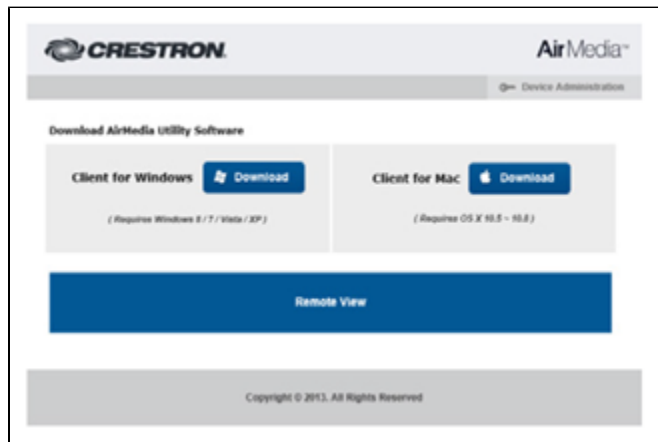 CRESTRON.
AirMedia™
Device Administration
Download AirMedia Utility Software
Client for Windows Download
Client for Mac Download
( Requires Windows 8 / 7 / Vista / XP )
( Requires OS X 10.5 ~ 10.8 )
Remote View
Copyright © 2013. All Rights Reserved